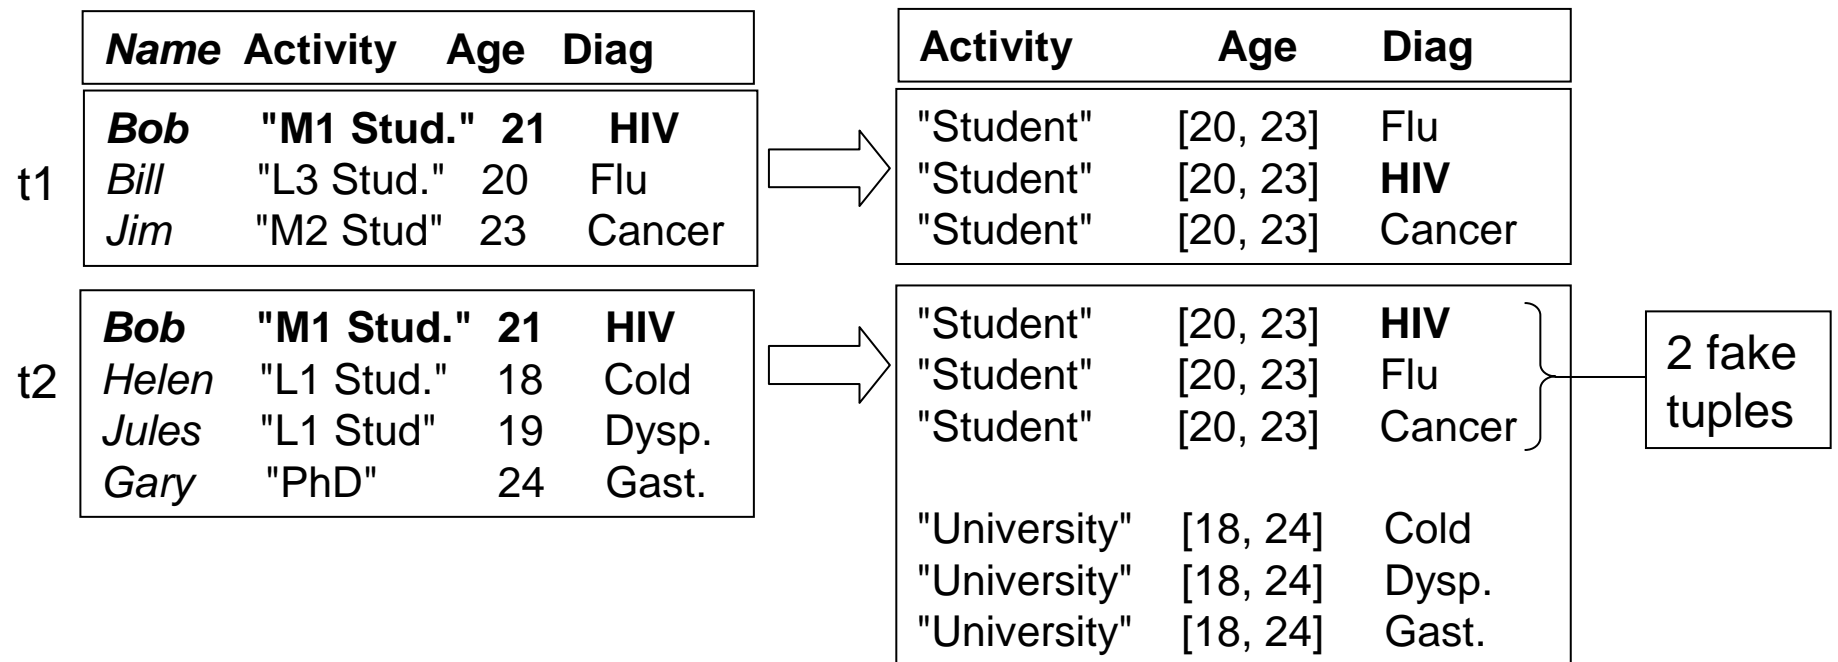 Name Activity Age Diag
t1
Bob "M1 Stud." 21 HIV
Bill "L3 Stud." 20 Flu
Jim "M2 Stud" 23 Cancer
t2
Bob "M1 Stud." 21 HIV
Helen "L1 Stud." 18 Cold
Jules "L1 Stud" 19 Dysp.
Gary "PhD" 24 Gast.
Activity Age Diag
"Student" [20, 23] Flu
"Student" [20, 23] HIV
"Student" [20, 23] Cancer
"Student" [20, 23] HIV
"Student" [20, 23] Flu
"Student" [20, 23] Cancer
"University" [18, 24] Cold
"University" [18, 24] Dysp.
"University" [18, 24] Gast.
2 fake
tuples